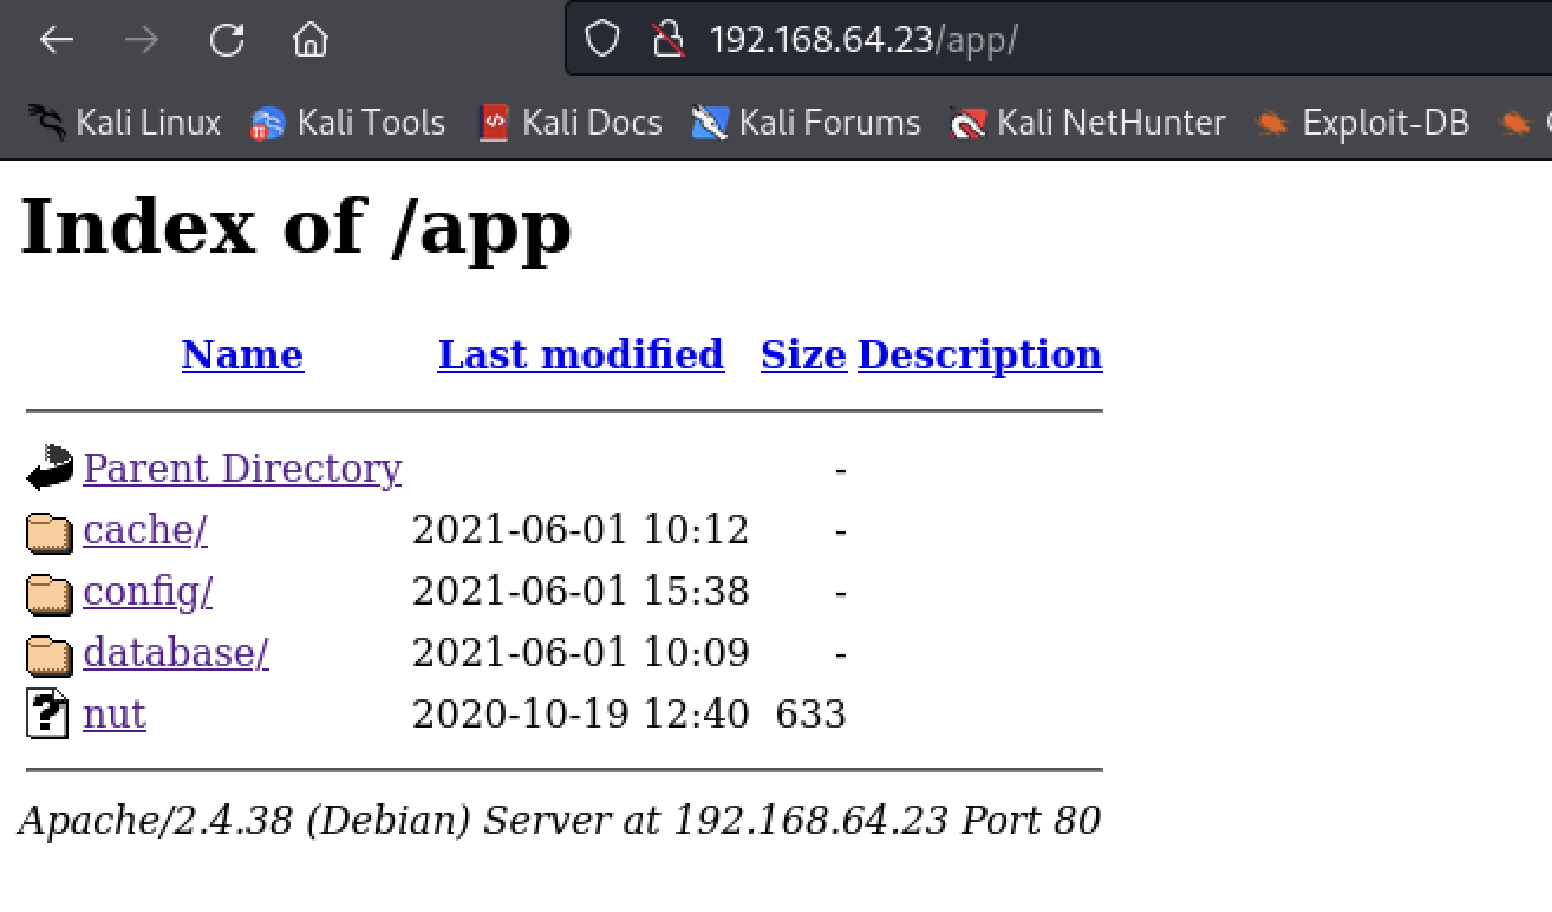 192.168.64.23/app/
Kali Linux Kali Tools Kali Docs Kali Forums Kali NetHunter Exploit-DB
Index of /app
Name Last modified Size Description
Parent Directory -
cache/ 2021-06-01 10:12 -
config/ 2021-06-01 15:38 -
database/ 2021-06-01 10:09 -
nut 2020-10-19 12:40 633
Apache/2.4.38 (Debian) Server at 192.168.64.23 Port 80